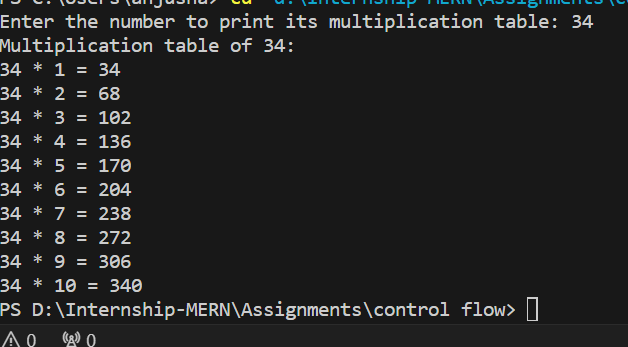 Enter the number to print its multiplication table: 34
Multiplication table of 34:
34 * 1 = 34
34 * 2 = 68
34 * 3 = 102
34 * 4 = 136
34 * 5 = 170
34 * 6 = 204
34 * 7 = 238
34 * 8 = 272
34 * 9 = 306
34 * 10 = 340
PS D:\Internship-MERN\Assignments\control flow>
0 0